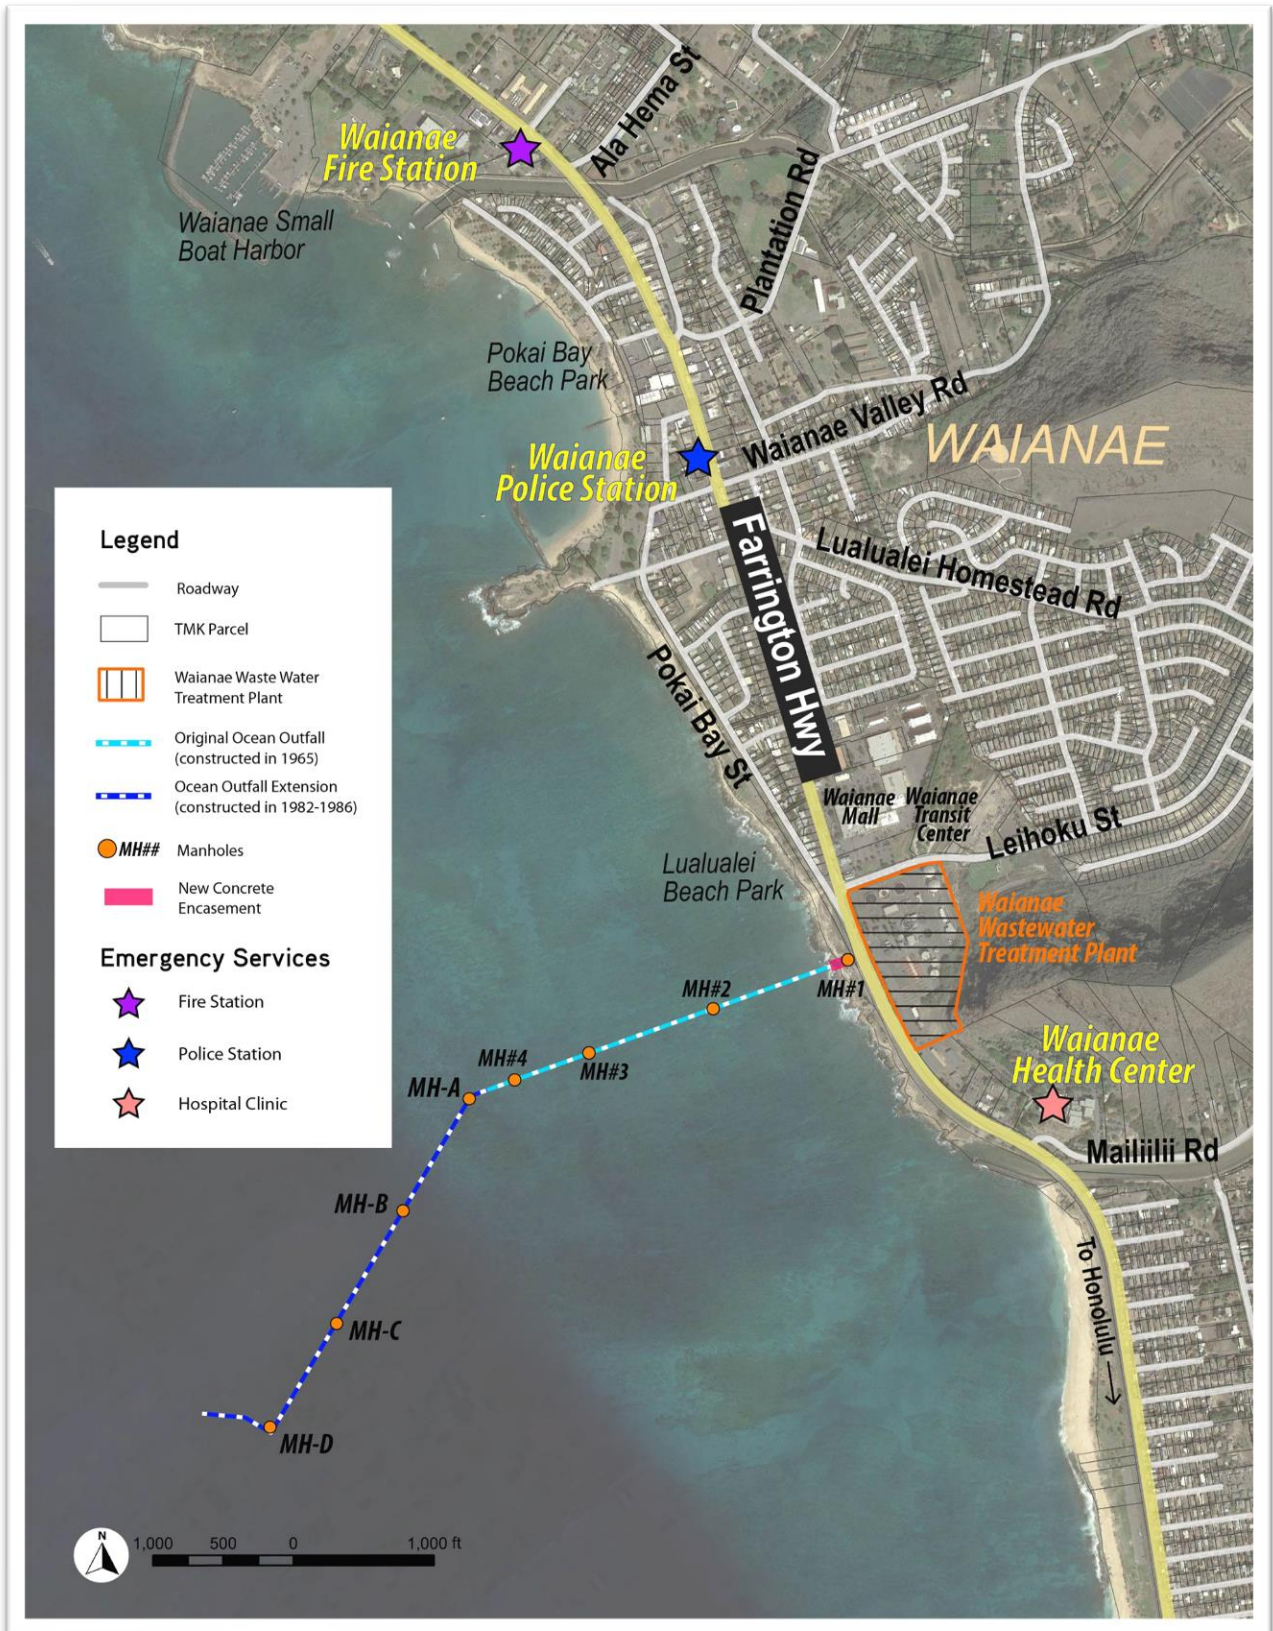 Ala Hema St
Waianae
Fire Station
Plantation Rd
Waianae Small
Boat Harbor
Pokai Bay
Beach Park
Waianae Valley Rd
WAIANAE
Waianae
Police Station
Farrington Hwy
Lualualei Homestead Rd
Pokai Bay St
Waianae
Mall
Waianae
Transit
Center
Leihoku St
Lualualei
Beach Park
Waianae
Wastewater
Treatment Plant
MH#1
MH#2
MH#3
MH#4
MH-A
MH-B
MH-C
MH-D
Waianae
Health Center
Mailiilii Rd
To Honolulu
Legend
Roadway
TMK Parcel
Waianae Waste Water
Treatment Plant
Original Ocean Outfall
(constructed in 1965)
Ocean Outfall Extension
(constructed in 1982-1986)
MH## Manholes
New Concrete
Encasement
Emergency Services
Fire Station
Police Station
Hospital Clinic
N
1,000 500 0 1,000 ft